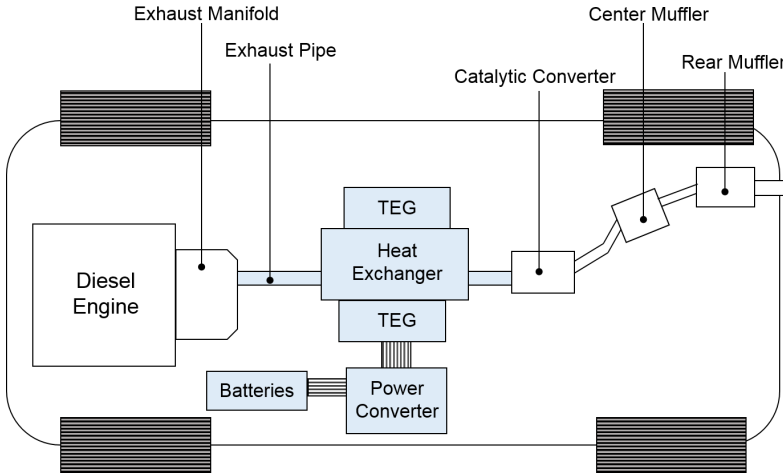 Exhaust Manifold
Center Muffler
Exhaust Pipe
Rear Muffler
Catalytic Converter
TEG
Heat
Exchanger
Diesel
Engine
TEG
Batteries
Power
Converter